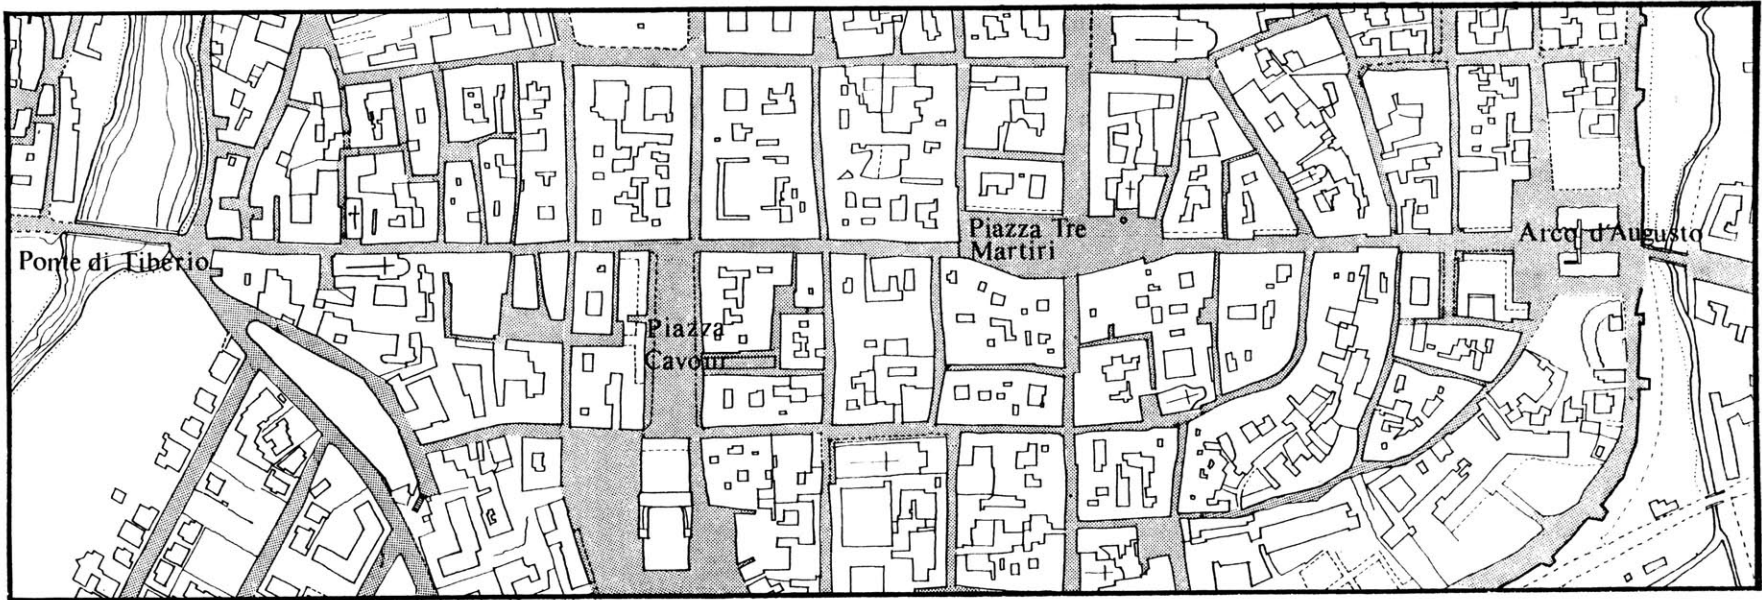 Piazza Tre
Martiri
Arco d'Augusto
Ponte di Tiberio
Piazza
Cavour